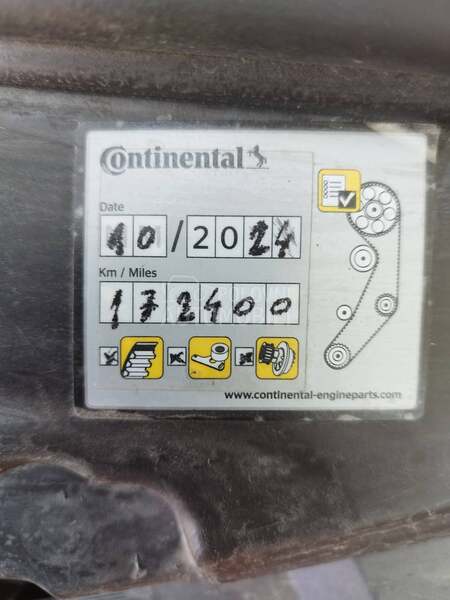 Continental
Date
10/2024
Km / Miles
172400
www.continental-engineparts.com